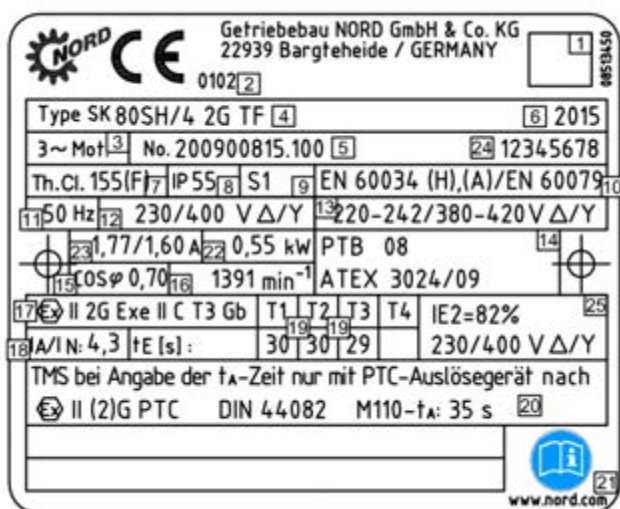 Getriebebau NORD GmbH & Co. KG
22939 Bargteheide / GERMANY
NORD CE 0102 2 1 08513450
Type SK 80SH/4 2G TF 4 6 2015
3~ Mot 3 No. 200900815.100 5 24 12345678
Th.Cl. 155(F) 7 IP 55 8 S1 9 EN 60034 (H),(A)/EN 60079 10
11 50 Hz 12 230/400 V Δ/Y 13 220-242/380-420V Δ/Y
23 1,77/1,60 A 22 0,55 kW PTB 08 14
15 cosφ 0,70 16 1391 min⁻¹ ATEX 3024/09
17 Ex II 2G Exe II C T3 Gb T1 T2 T3 T4 IE2=82% 25
18 IA/I N: 4,3 tE [s] : 30 19 30 19 29 230/400 V Δ/Y
TMS bei Angabe der tA-Zeit nur mit PTC-Auslösegerät nach
Ex II (2)G PTC DIN 44082 M110-tA: 35 s 20
21
www.nord.com